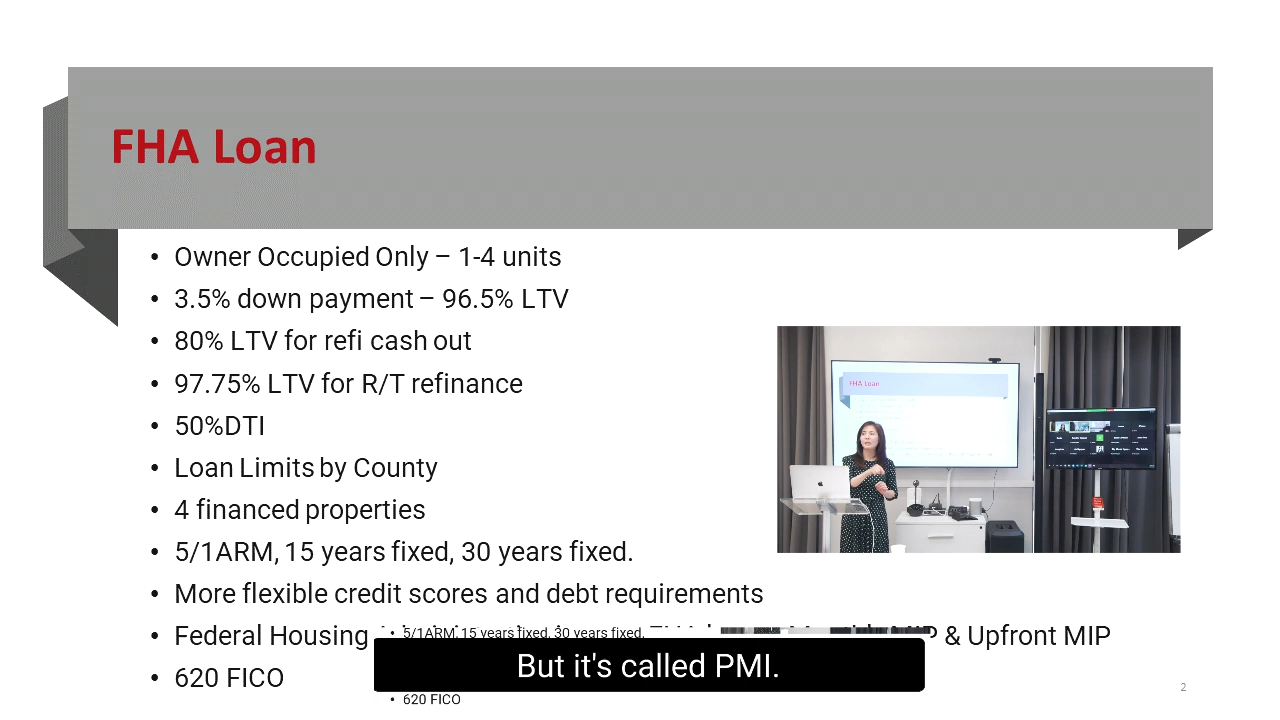 FHA Loan
• Owner Occupied Only – 1-4 units
• 3.5% down payment – 96.5% LTV
• 80% LTV for refi cash out
• 97.75% LTV for R/T refinance
• 50%DTI
• Loan Limits by County
• 4 financed properties
• 5/1ARM, 15 years fixed, 30 years fixed.
• More flexible credit scores and debt requirements
• Federal Housing & Upfront MIP
• 5/1ARM, 15 years fixed, 30 years fixed.
• 620 FICO
But it's called PMI.
• 620 FICO
2
FHA Loan